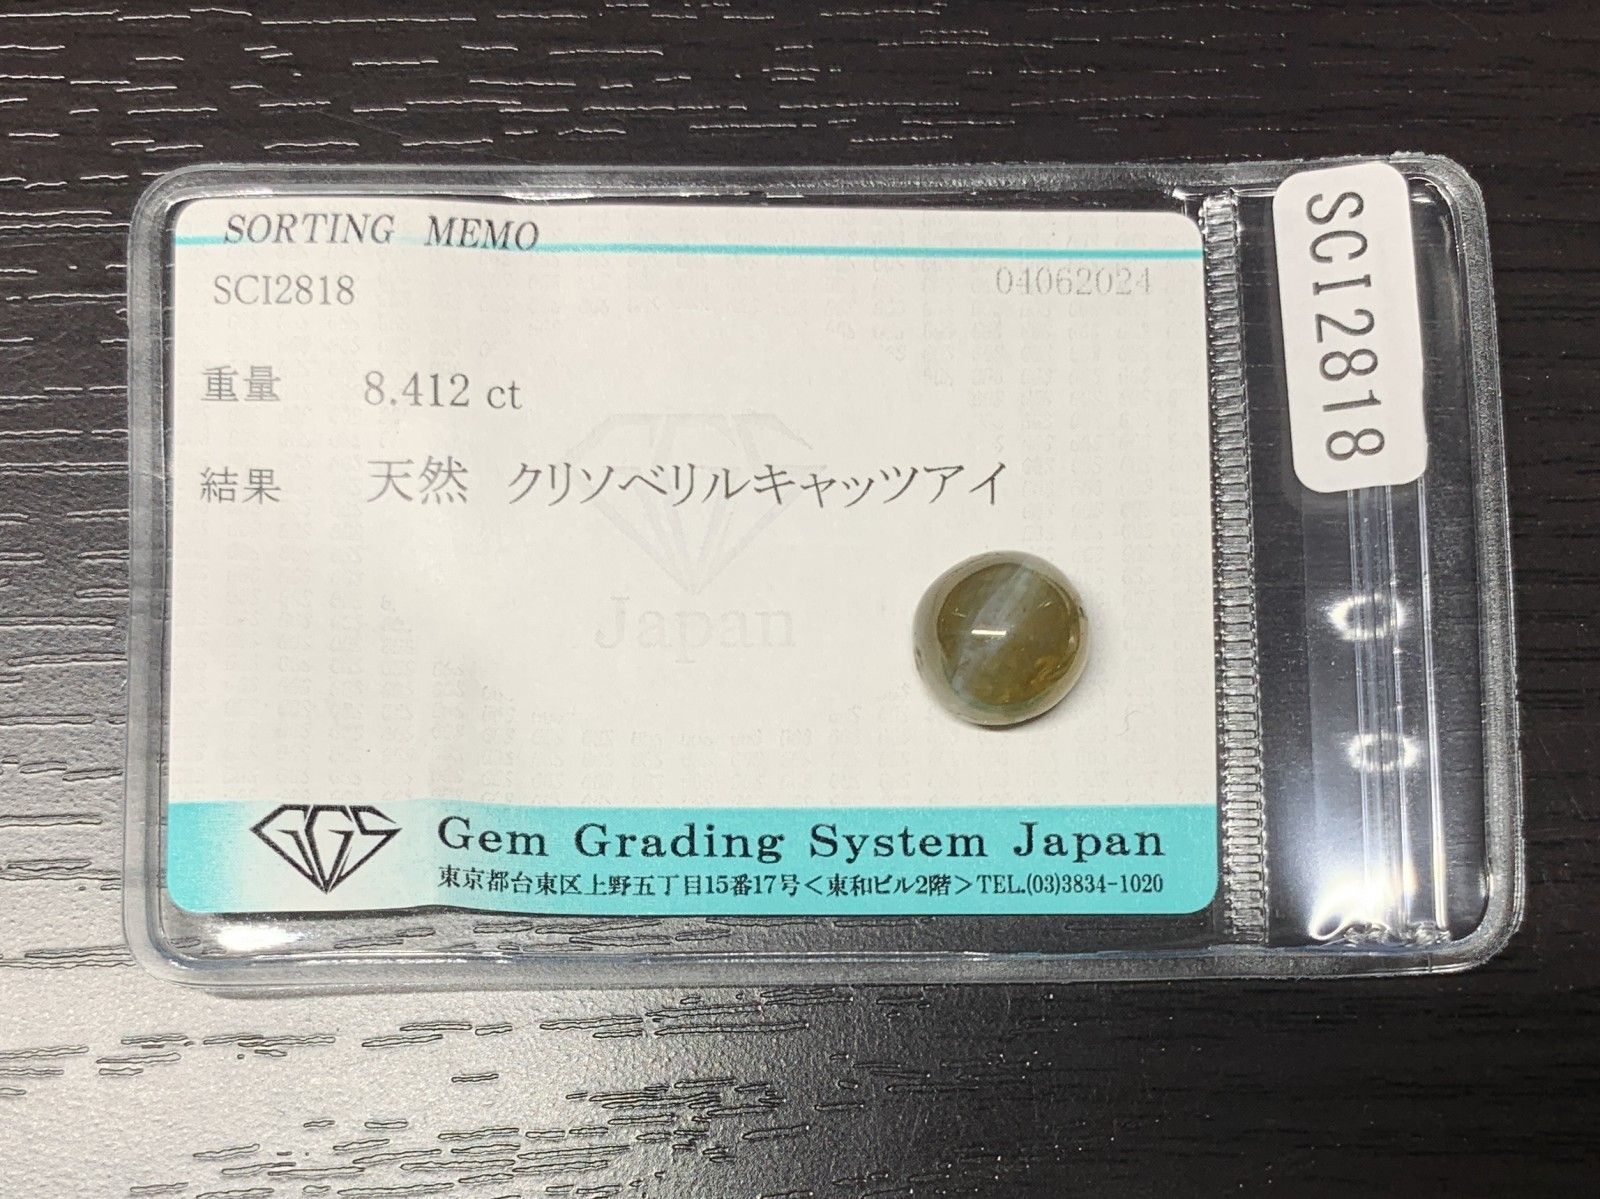 SORTING MEMO
SCI2818
04062024
重量 8.412 ct
結果 天然 クリソベリルキャッツアイ
Japan
GGS
Gem Grading System Japan
東京都台東区上野五丁目15番17号<東和ビル2階>TEL.(03)3834-1020
SCI2818